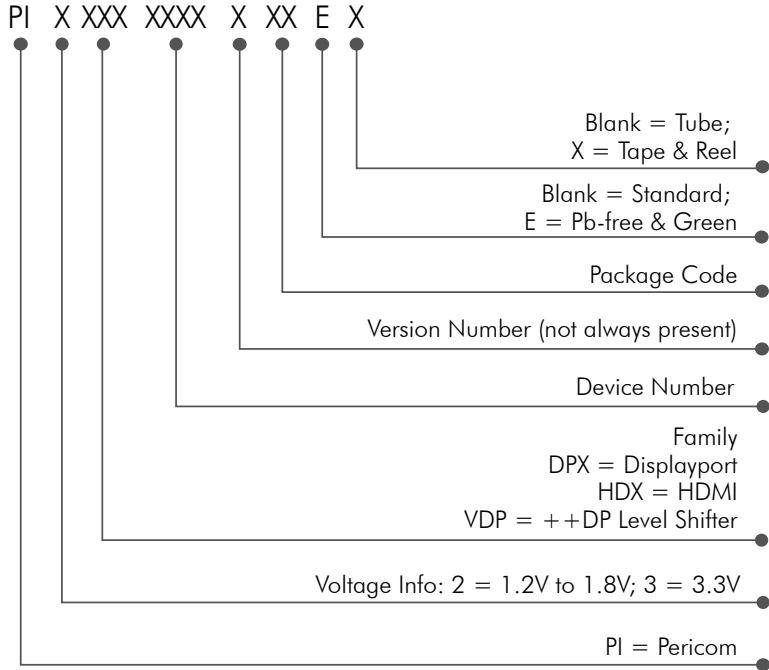 PI X XXX XXXX X XX E X
Blank = Tube;
X = Tape & Reel
Blank = Standard;
E = Pb-free & Green
Package Code
Version Number (not always present)
Device Number
Family
DPX = Displayport
HDX = HDMI
VDP = ++DP Level Shifter
Voltage Info: 2 = 1.2V to 1.8V; 3 = 3.3V
PI = Pericom